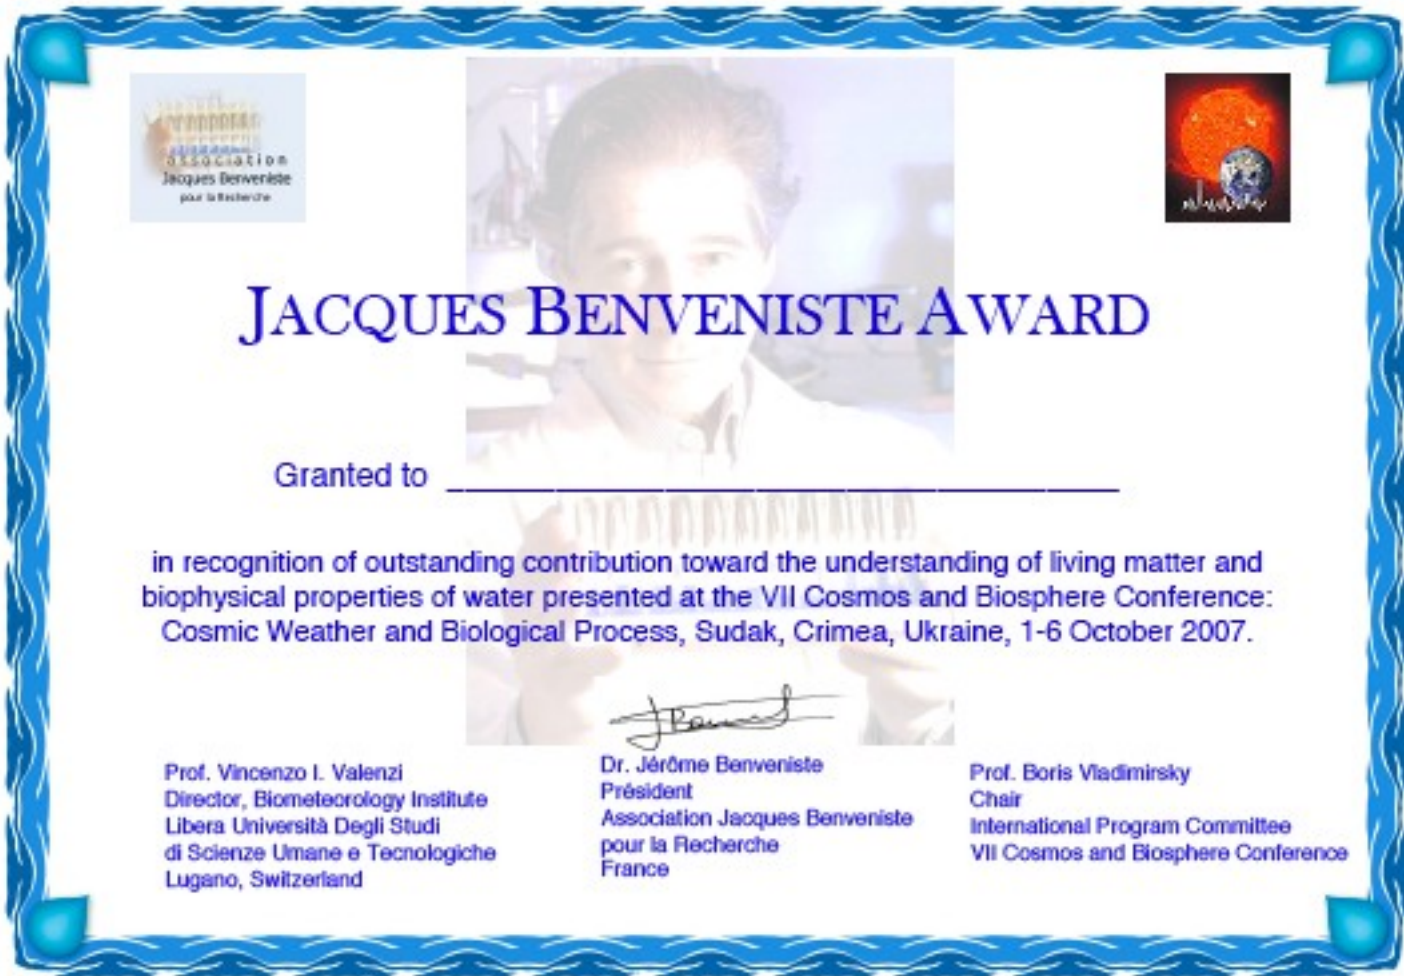 association
Jacques Benveniste
pour la Recherche
JACQUES BENVENISTE AWARD
Granted to
in recognition of outstanding contribution toward the understanding of living matter and
biophysical properties of water presented at the VII Cosmos and Biosphere Conference:
Cosmic Weather and Biological Process, Sudak, Crimea, Ukraine, 1-6 October 2007.
Prof. Vincenzo I. Valenzi
Director, Biometeorology Institute
Libera Università Degli Studi
di Scienze Umane e Tecnologiche
Lugano, Switzerland
Dr. Jérôme Benveniste
Président
Association Jacques Benveniste
pour la Recherche
France
Prof. Boris Vladimirsky
Chair
International Program Committee
VII Cosmos and Biosphere Conference